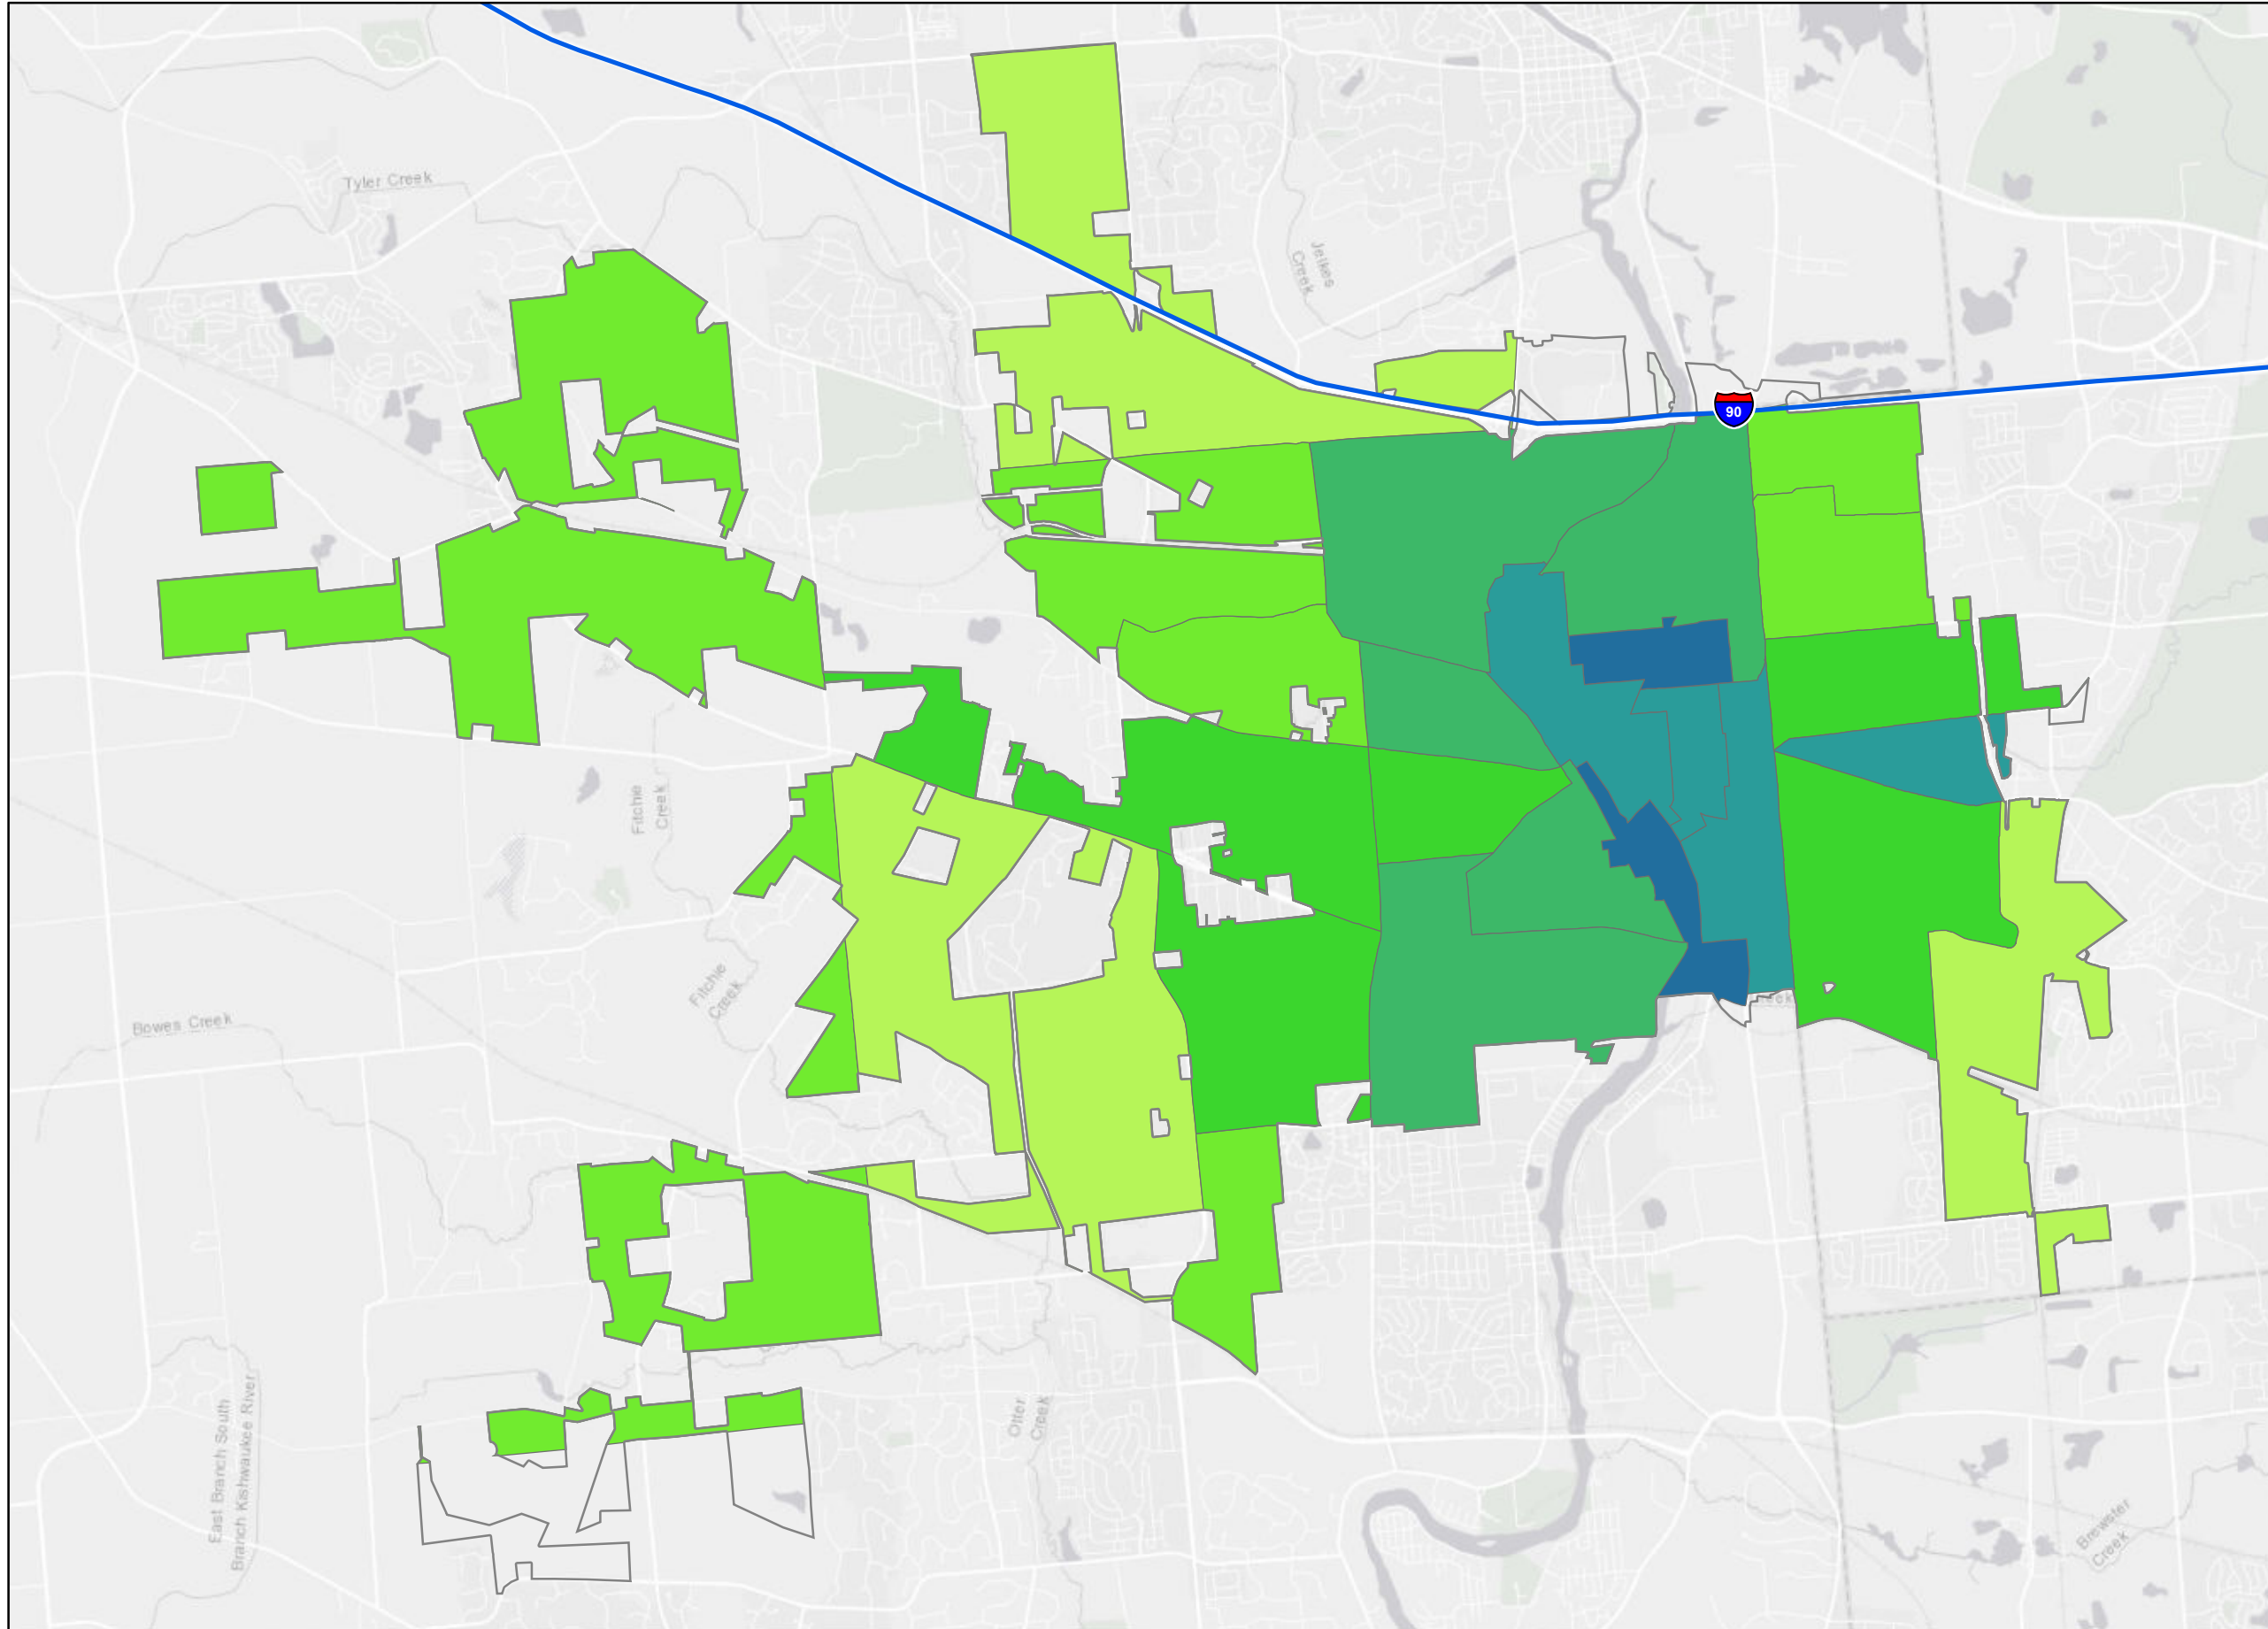 Tyler Creek
Jelkes
Creek
90
Fitchie
Creek
Fitchie
Creek
Bowes Creek
Otter
Creek
East Branch South
Branch Kishwaukee River
Brewster
Creek